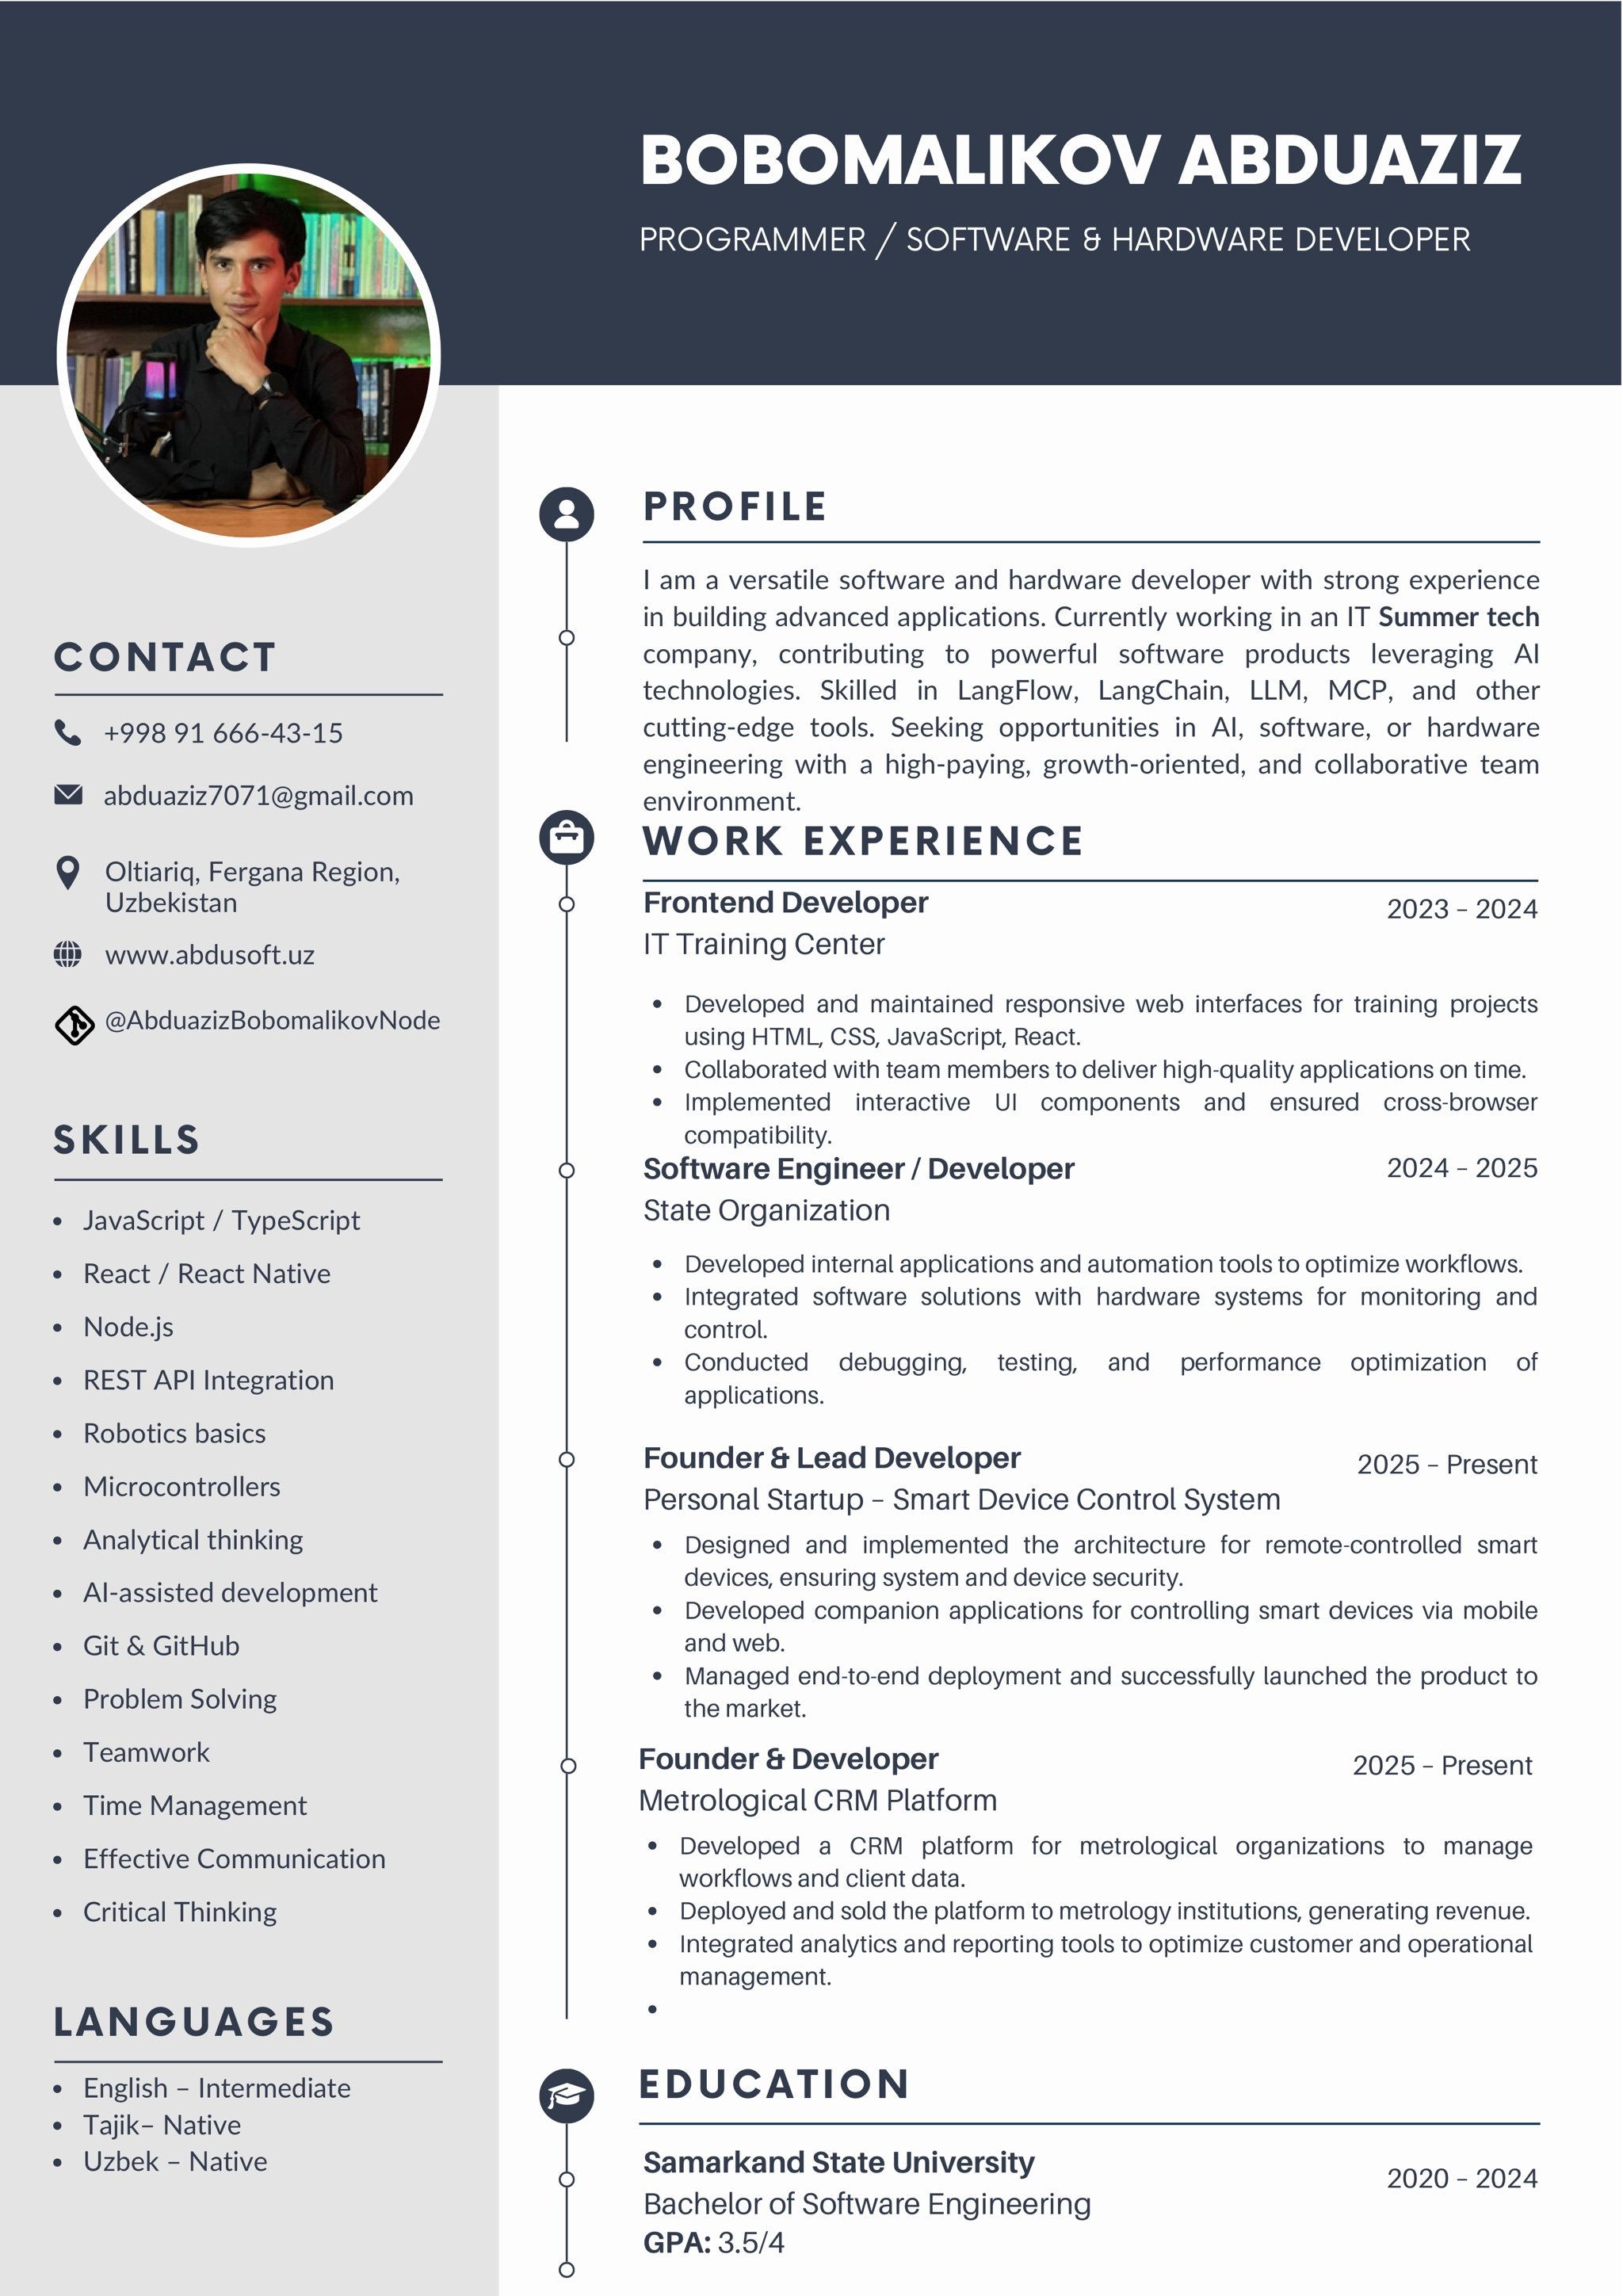 BOBOMALIKOV ABDUAZIZ
PROGRAMMER / SOFTWARE & HARDWARE DEVELOPER
CONTACT
+998 91 666-43-15
abduaziz7071@gmail.com
Oltiariq, Fergana Region,
Uzbekistan
www.abdusoft.uz
@AbduazizBobomalikovNode
SKILLS
• JavaScript / TypeScript
• React / React Native
• Node.js
• REST API Integration
• Robotics basics
• Microcontrollers
• Analytical thinking
• AI-assisted development
• Git & GitHub
• Problem Solving
• Teamwork
• Time Management
• Effective Communication
• Critical Thinking
LANGUAGES
• English – Intermediate
• Tajik– Native
• Uzbek – Native
PROFILE
I am a versatile software and hardware developer with strong experience
in building advanced applications. Currently working in an IT Summer tech
company, contributing to powerful software products leveraging AI
technologies. Skilled in LangFlow, LangChain, LLM, MCP, and other
cutting-edge tools. Seeking opportunities in AI, software, or hardware
engineering with a high-paying, growth-oriented, and collaborative team
environment.
WORK EXPERIENCE
Frontend Developer 2023 – 2024
IT Training Center
• Developed and maintained responsive web interfaces for training projects
using HTML, CSS, JavaScript, React.
• Collaborated with team members to deliver high-quality applications on time.
• Implemented interactive UI components and ensured cross-browser
compatibility.
Software Engineer / Developer 2024 – 2025
State Organization
• Developed internal applications and automation tools to optimize workflows.
• Integrated software solutions with hardware systems for monitoring and
control.
• Conducted debugging, testing, and performance optimization of
applications.
Founder & Lead Developer 2025 – Present
Personal Startup – Smart Device Control System
• Designed and implemented the architecture for remote-controlled smart
devices, ensuring system and device security.
• Developed companion applications for controlling smart devices via mobile
and web.
• Managed end-to-end deployment and successfully launched the product to
the market.
Founder & Developer 2025 – Present
Metrological CRM Platform
• Developed a CRM platform for metrological organizations to manage
workflows and client data.
• Deployed and sold the platform to metrology institutions, generating revenue.
• Integrated analytics and reporting tools to optimize customer and operational
management.
•
EDUCATION
Samarkand State University 2020 – 2024
Bachelor of Software Engineering
GPA: 3.5/4